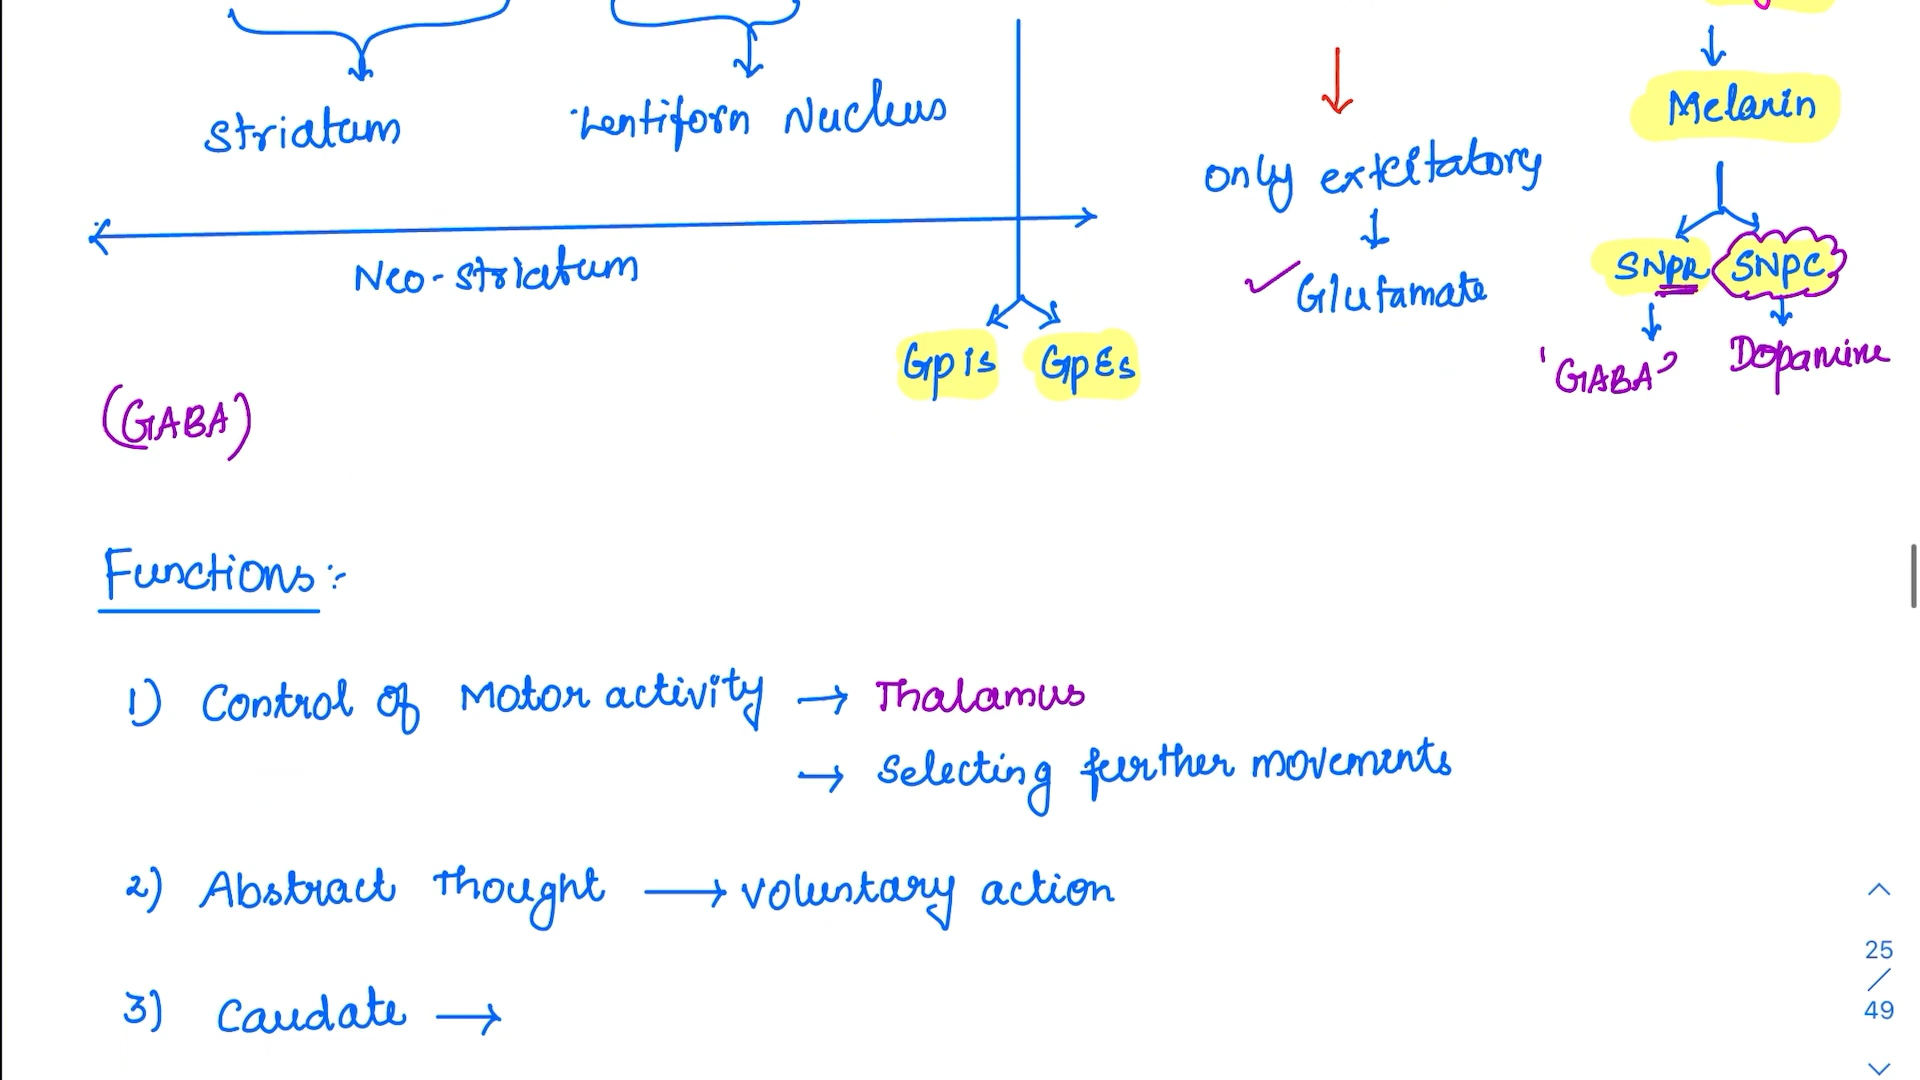 Striatum
Lentiform Nucleus
Neo-striatum
GpIs GpEs
(GABA)
only excitatory
Glutamate
Melanin
SNPR SNPC
'GABA' Dopamine
Functions:-
1) Control of Motor activity → Thalamus
→ Selecting further movements
2) Abstract Thought → voluntary action
3) Caudate →
25
/
49